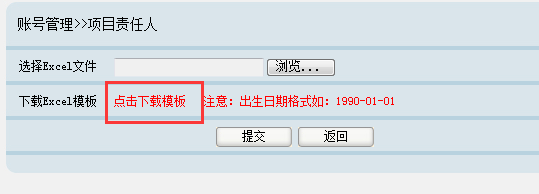 账号管理>>项目责任人
选择Excel文件 浏览...
下载Excel模板 点击下载模板 注意：出生日期格式如：1990-01-01
提交 返回